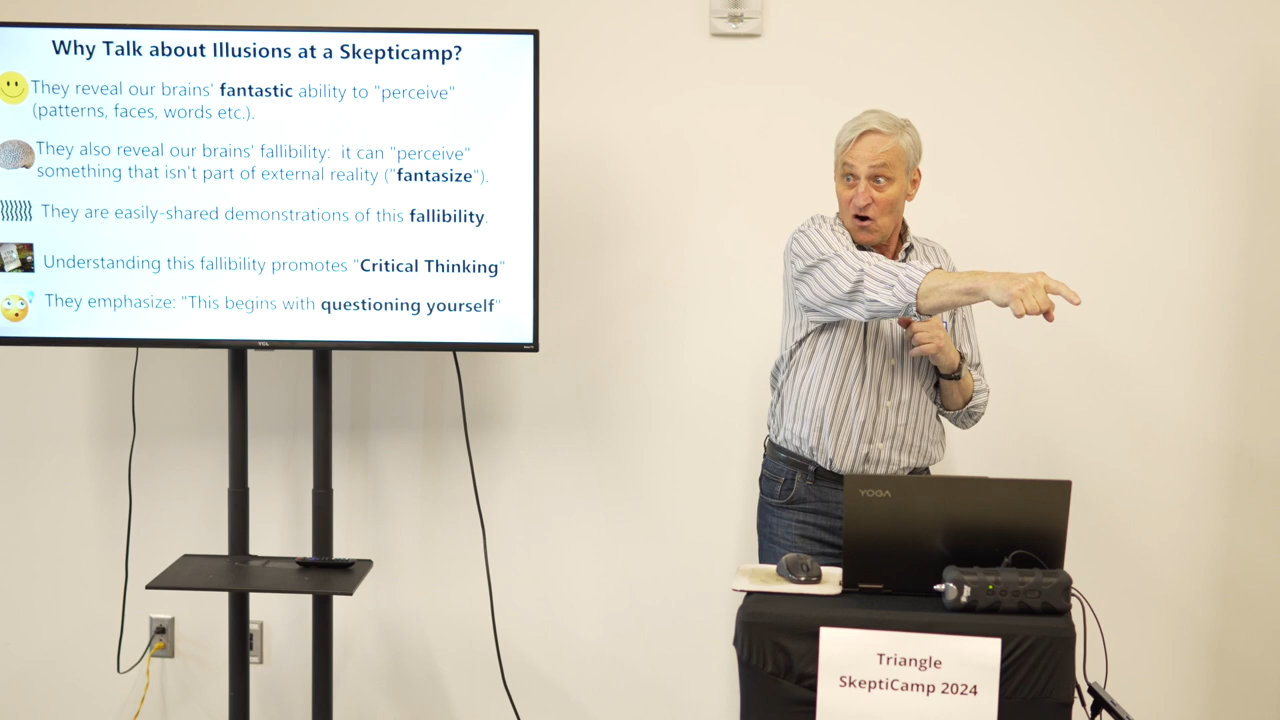 Why Talk about Illusions at a Skepticamp?
They reveal our brains' fantastic ability to "perceive"
(patterns, faces, words etc.).
They also reveal our brains' fallibility: it can "perceive"
something that isn't part of external reality ("fantasize").
They are easily-shared demonstrations of this fallibility.
Understanding this fallibility promotes "Critical Thinking"
They emphasize: "This begins with questioning yourself"
TCL
YOGA
Triangle
SkeptiCamp 2024